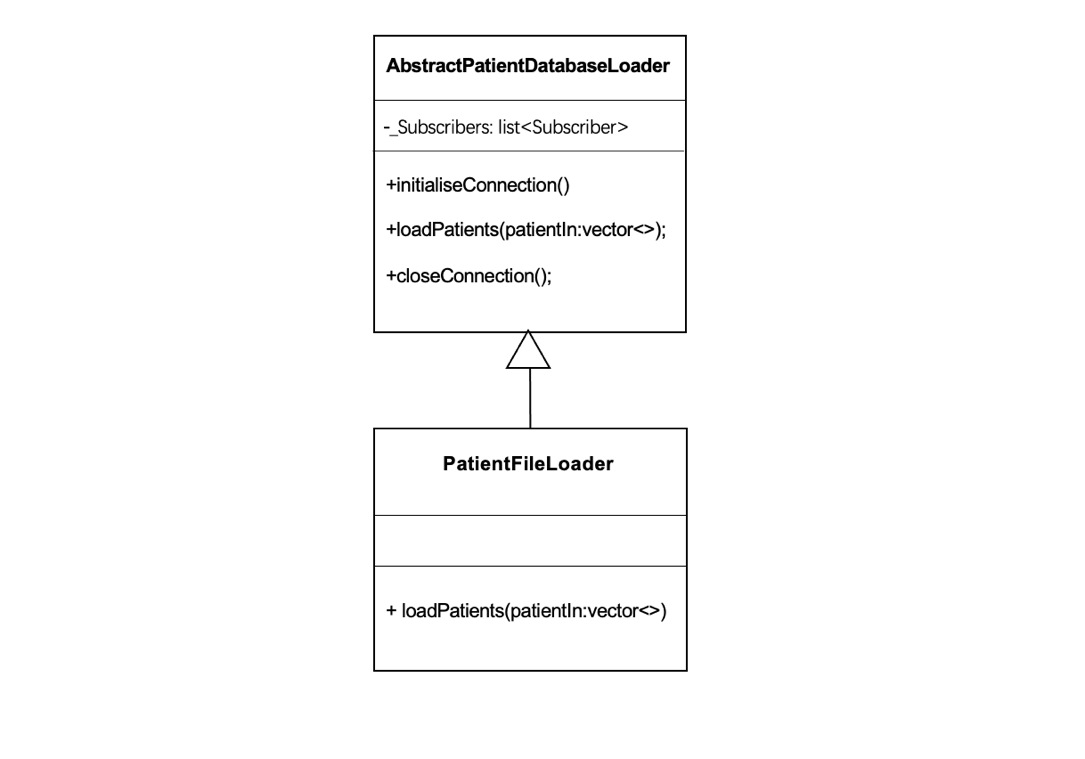 AbstractPatientDatabaseLoader
-_Subscribers: list<Subscriber>
+initialiseConnection()
+loadPatients(patientIn:vector<>);
+closeConnection();
PatientFileLoader
+ loadPatients(patientIn:vector<>)